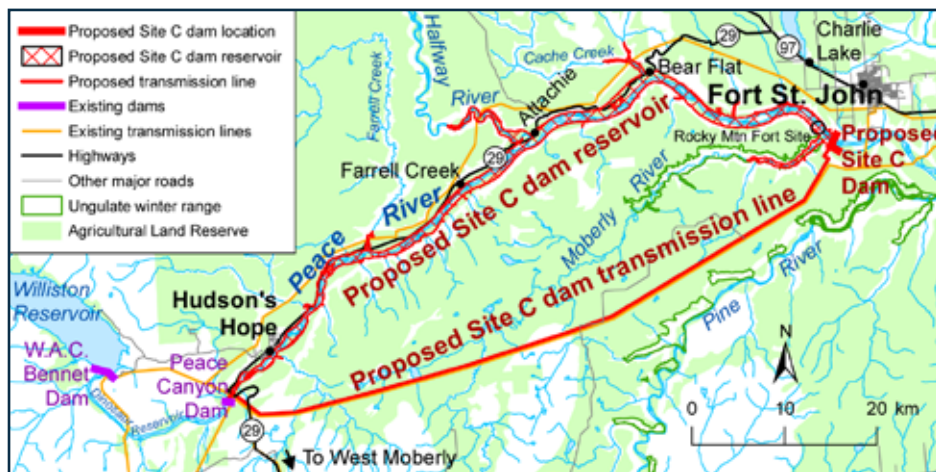 Proposed Site C dam location
Proposed Site C dam reservoir
Proposed transmission line
Existing dams
Existing transmission lines
Highways
Other major roads
Ungulate winter range
Agricultural Land Reserve
Halfway
River
Farrell Creek
Cache Creek
29
97
Charlie
Lake
Bear Flat
Attachie
Fort St. John
Rocky Mtn Fort Site
Proposed
Site C
Dam
Farrell Creek
29
Peace River
Proposed Site C dam reservoir
Moberly River
Proposed Site C dam transmission line
Pine River
Hudson's
Hope
Williston
Reservoir
W.A.C.
Bennet
Dam
Peace
Canyon
Dam
Dinosaur Reservoir
29
To West Moberly
N
0 10 20 km